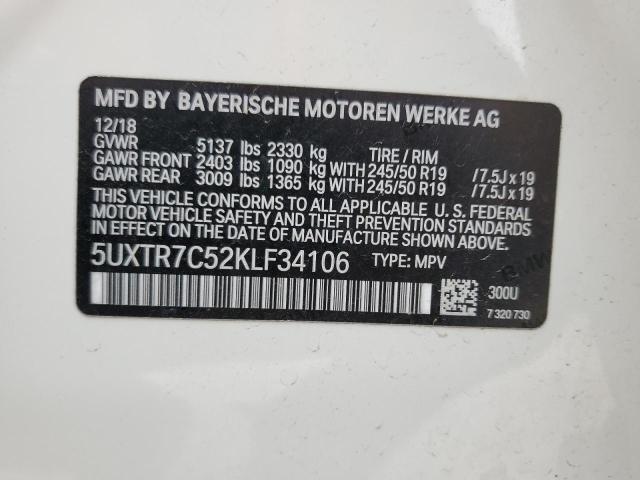 MFD BY BAYERISCHE MOTOREN WERKE AG
12/18
GVWR 5137 lbs 2330 kg TIRE / RIM
GAWR FRONT 2403 lbs 1090 kg WITH 245/50 R19 /7.5J x 19
GAWR REAR 3009 lbs 1365 kg WITH 245/50 R19 /7.5J x 19
THIS VEHICLE CONFORMS TO ALL APPLICABLE U. S. FEDERAL
MOTOR VEHICLE SAFETY AND THEFT PREVENTION STANDARDS
IN EFFECT ON THE DATE OF MANUFACTURE SHOWN ABOVE.
5UXTR7C52KLF34106 TYPE: MPV
BMW
300U
7 320 730